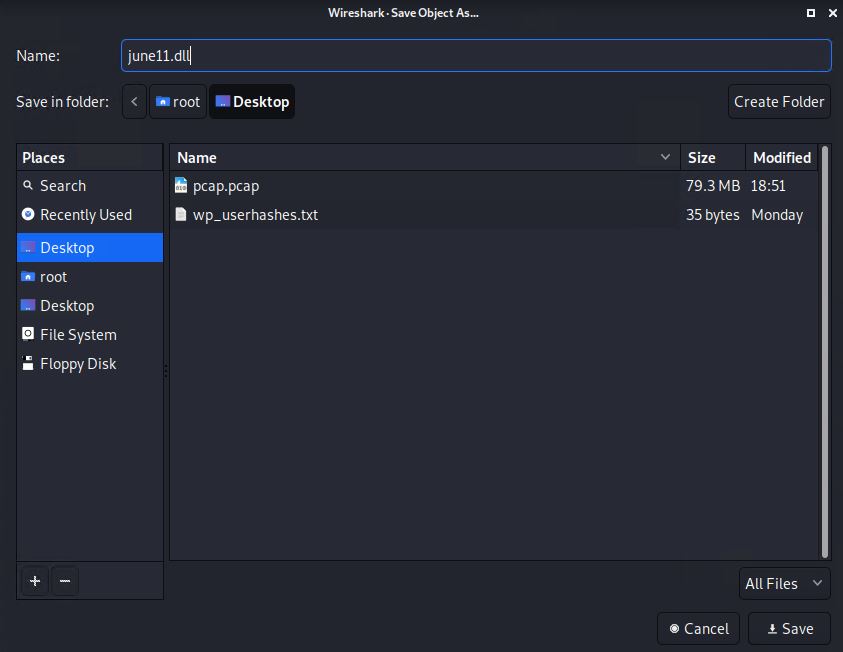 Wireshark · Save Object As...
Name: june11.dll
Save in folder: root Desktop Create Folder
Places Name Size Modified
Search pcap.pcap 79.3 MB 18:51
Recently Used wp_userhashes.txt 35 bytes Monday
Desktop
root
Desktop
File System
Floppy Disk
All Files
Cancel Save